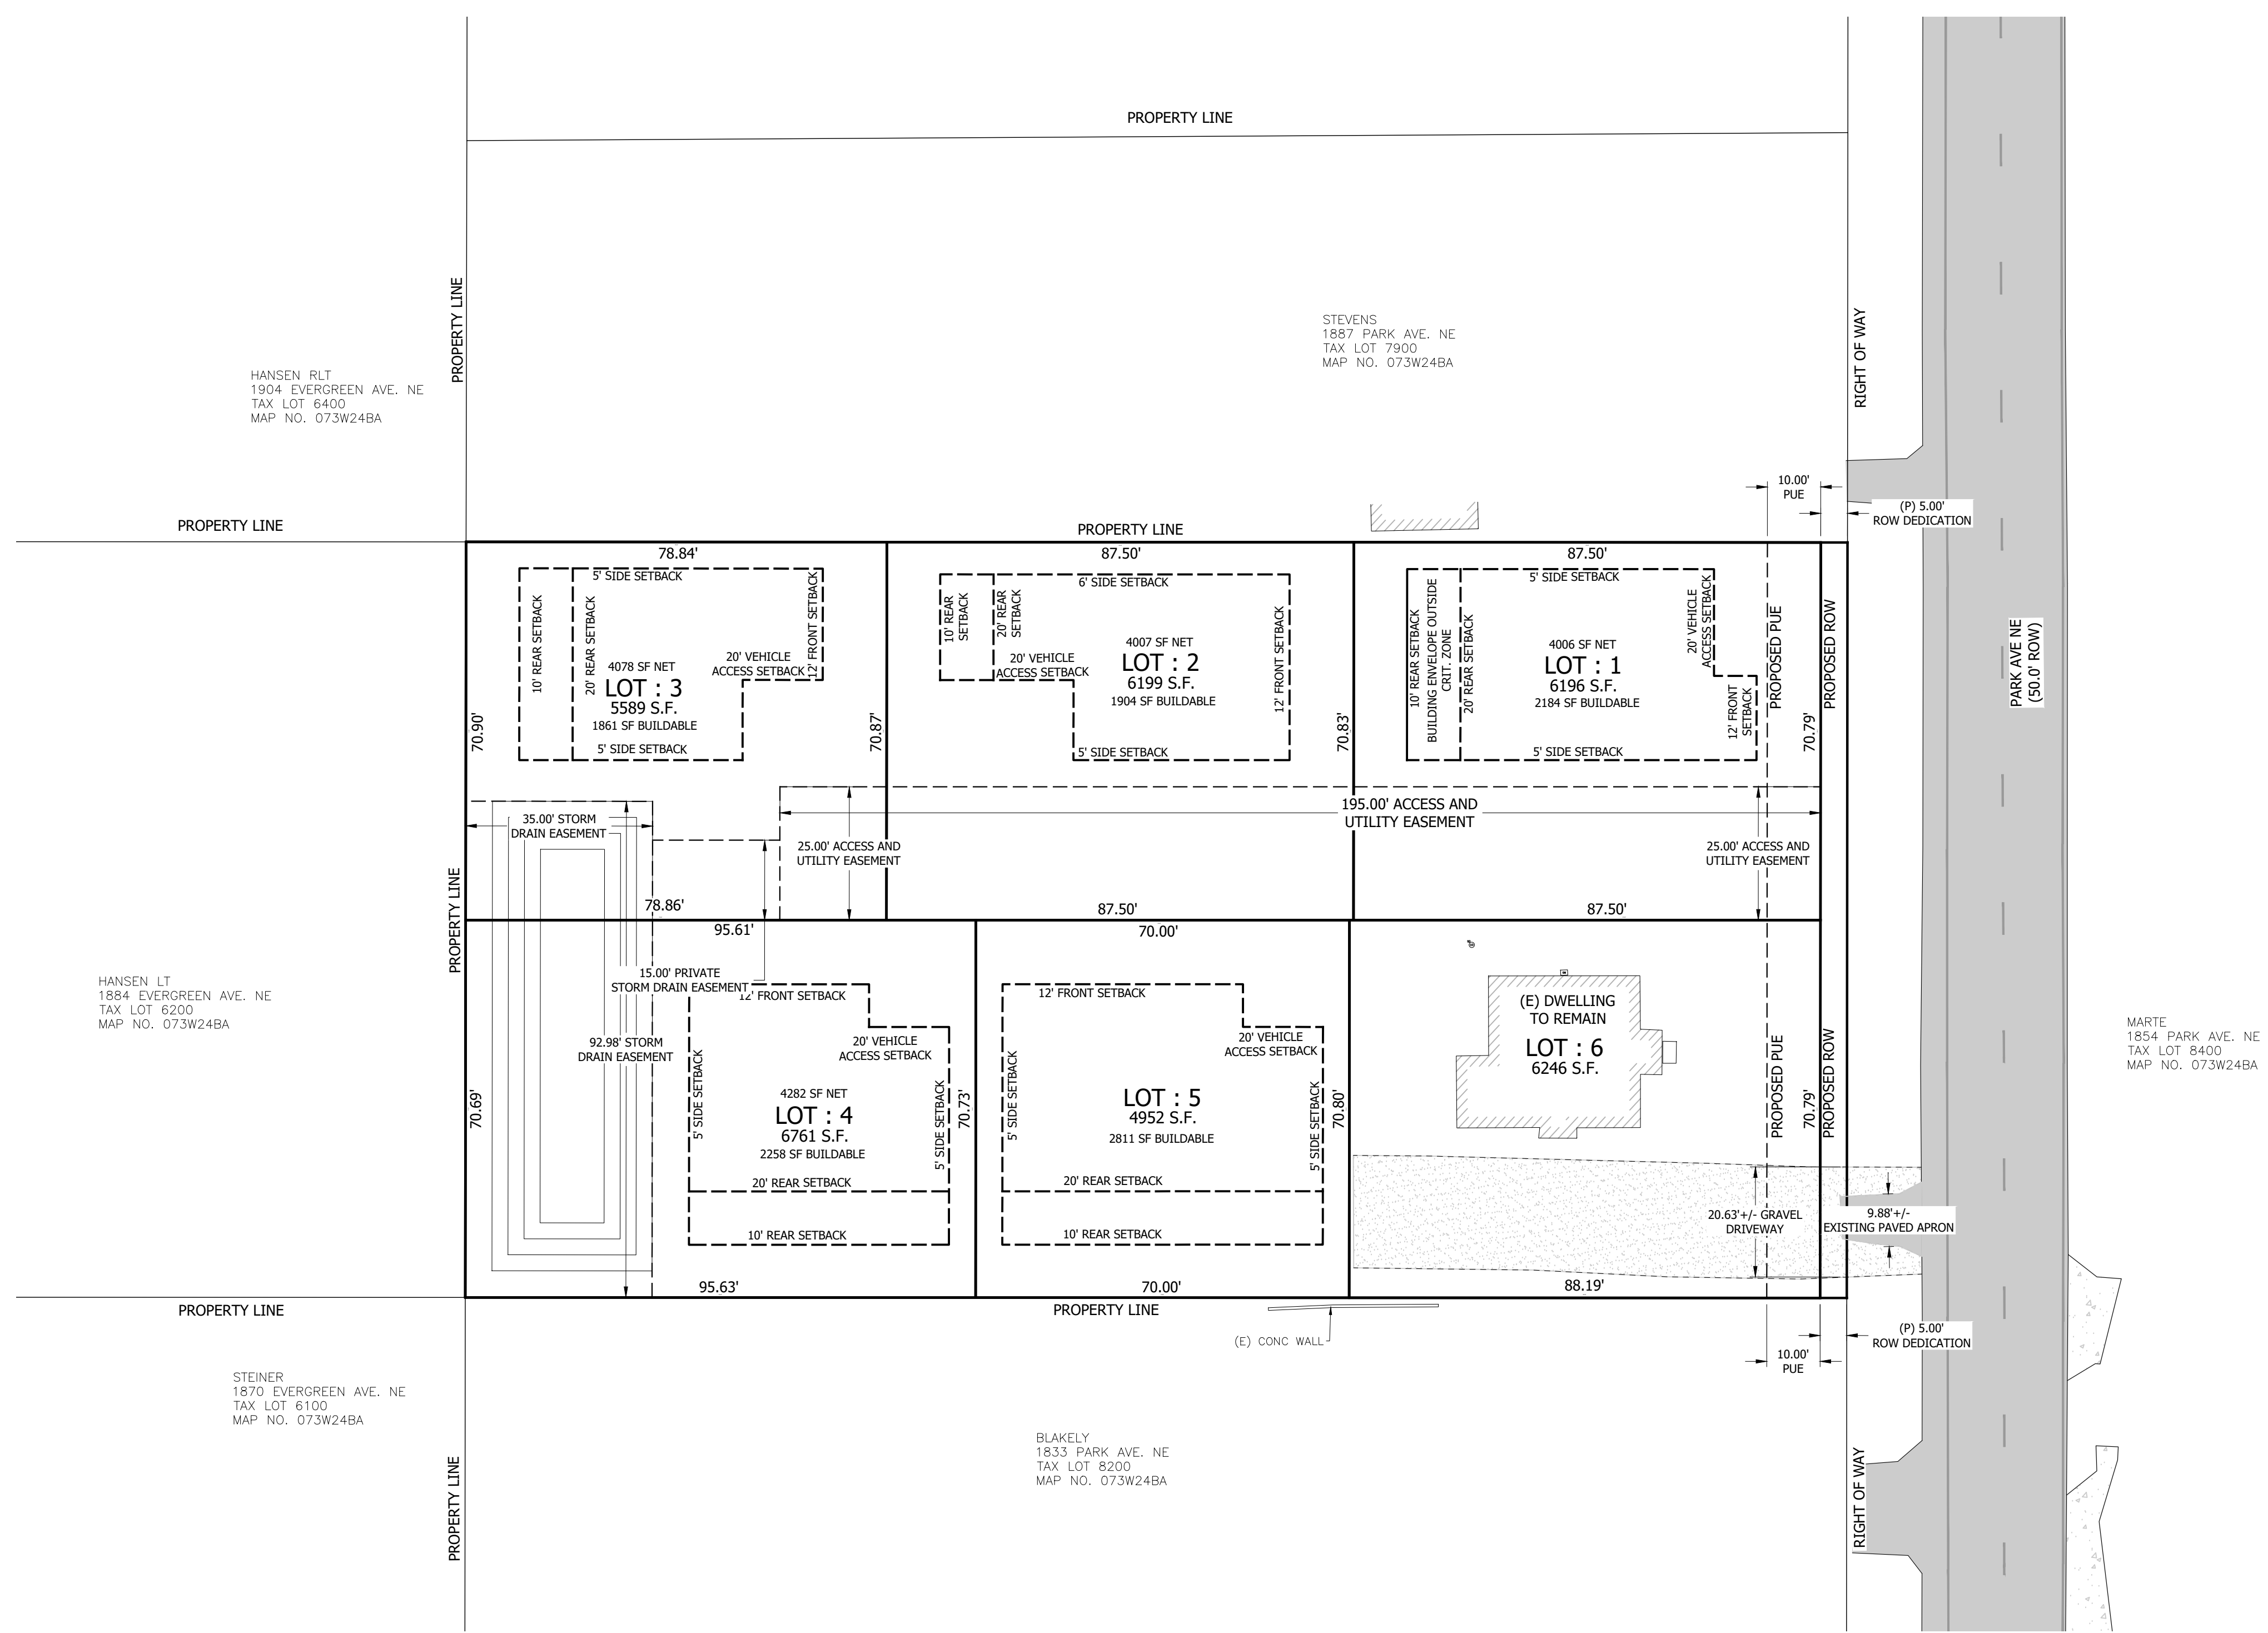 PROPERTY LINE
PROPERTY LINE
RIGHT OF WAY
STEVENS
1887 PARK AVE. NE
TAX LOT 7900
MAP NO. 073W24BA
HANSEN RLT
1904 EVERGREEN AVE. NE
TAX LOT 6400
MAP NO. 073W24BA
10.00'
PUE
(P) 5.00'
ROW DEDICATION
PROPERTY LINE
PROPERTY LINE
78.84'
87.50'
87.50'
5' SIDE SETBACK
10' REAR SETBACK
20' REAR SETBACK
12' FRONT SETBACK
20' VEHICLE
ACCESS SETBACK
4078 SF NET
LOT : 3
5589 S.F.
1861 SF BUILDABLE
5' SIDE SETBACK
70.90'
70.87'
6' SIDE SETBACK
10' REAR
SETBACK
20' REAR
SETBACK
20' VEHICLE
ACCESS SETBACK
4007 SF NET
LOT : 2
6199 S.F.
1904 SF BUILDABLE
12' FRONT SETBACK
5' SIDE SETBACK
70.83'
5' SIDE SETBACK
10' REAR SETBACK
BUILDING ENVELOPE OUTSIDE
CRIT. ZONE
20' REAR SETBACK
4006 SF NET
LOT : 1
6196 S.F.
2184 SF BUILDABLE
20' VEHICLE
ACCESS SETBACK
12' FRONT
SETBACK
5' SIDE SETBACK
PROPOSED PUE
70.79'
PROPOSED ROW
PARK AVE NE
(50.0' ROW)
195.00' ACCESS AND
UTILITY EASEMENT
35.00' STORM
DRAIN EASEMENT
25.00' ACCESS AND
UTILITY EASEMENT
25.00' ACCESS AND
UTILITY EASEMENT
PROPERTY LINE
78.86'
87.50'
87.50'
95.61'
70.00'
15.00' PRIVATE
STORM DRAIN EASEMENT
12' FRONT SETBACK
12' FRONT SETBACK
HANSEN LT
1884 EVERGREEN AVE. NE
TAX LOT 6200
MAP NO. 073W24BA
92.98' STORM
DRAIN EASEMENT
70.69'
5' SIDE SETBACK
20' VEHICLE
ACCESS SETBACK
4282 SF NET
LOT : 4
6761 S.F.
2258 SF BUILDABLE
5' SIDE SETBACK
20' REAR SETBACK
10' REAR SETBACK
70.73'
5' SIDE SETBACK
20' VEHICLE
ACCESS SETBACK
LOT : 5
4952 S.F.
2811 SF BUILDABLE
5' SIDE SETBACK
20' REAR SETBACK
10' REAR SETBACK
70.80'
(E) DWELLING
TO REMAIN
LOT : 6
6246 S.F.
PROPOSED PUE
70.79'
PROPOSED ROW
MARTE
1854 PARK AVE. NE
TAX LOT 8400
MAP NO. 073W24BA
20.63'+/- GRAVEL
DRIVEWAY
9.88'+/-
EXISTING PAVED APRON
95.63'
70.00'
88.19'
PROPERTY LINE
PROPERTY LINE
(E) CONC WALL
(P) 5.00'
ROW DEDICATION
10.00'
PUE
STEINER
1870 EVERGREEN AVE. NE
TAX LOT 6100
MAP NO. 073W24BA
BLAKELY
1833 PARK AVE. NE
TAX LOT 8200
MAP NO. 073W24BA
PROPERTY LINE
RIGHT OF WAY